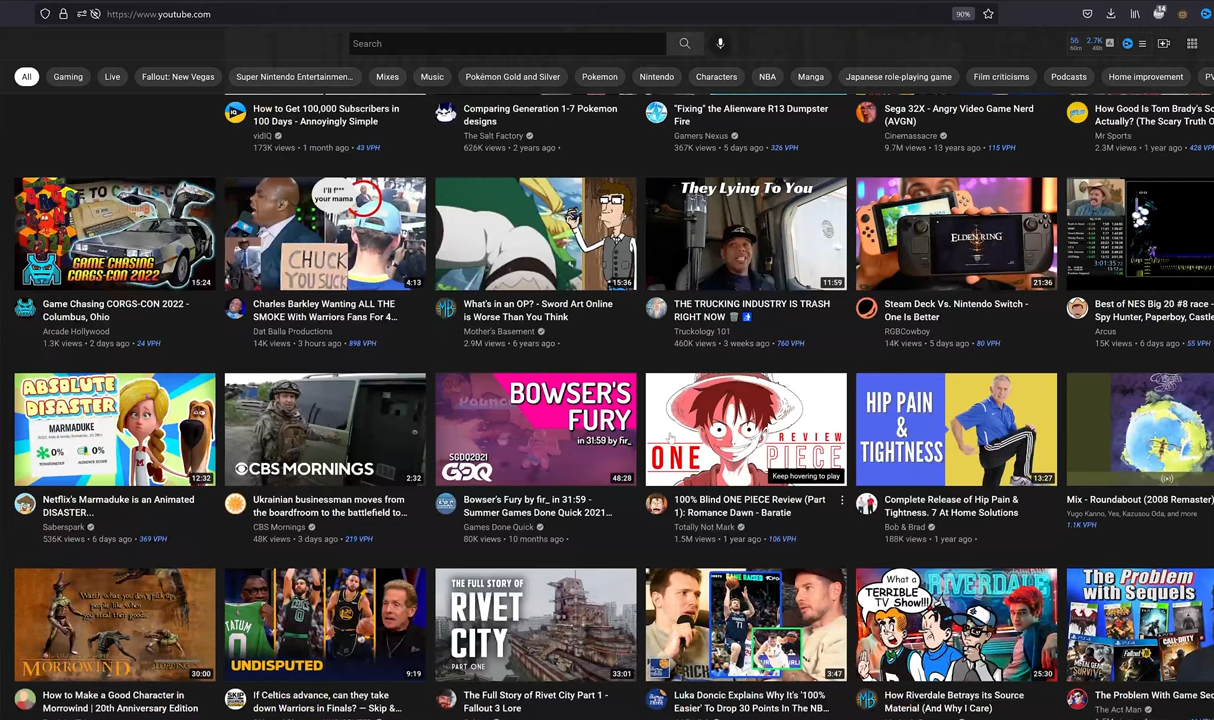 https://www.youtube.com
90%
14
Search
56
60m
2.7K
48h
All
Gaming
Live
Fallout: New Vegas
Super Nintendo Entertainmen...
Mixes
Music
Pokémon Gold and Silver
Pokemon
Nintendo
Characters
NBA
Manga
Japanese role-playing game
Film criticisms
Podcasts
Home improvement
How to Get 100,000 Subscribers in
100 Days - Annoyingly Simple
vidIQ
173K views • 1 month ago • 43 VPH
Comparing Generation 1-7 Pokemon
designs
The Salt Factory
626K views • 2 years ago •
"Fixing" the Alienware R13 Dumpster
Fire
Gamers Nexus
367K views • 5 days ago • 326 VPH
Sega 32X - Angry Video Game Nerd
(AVGN)
Cinemassacre
9.7M views • 13 years ago • 115 VPH
How Good Is Tom Brady's
Actually? (The Scary Truth
Mr Sports
2.3M views • 1 year ago • 428
GAME CHASING
CORGS-CON 2022
15:24
I'll f**
your mama
CHUCK
YOU SUCK
4:13
15:36
They Lying To You
11:59
ELDEN RING
21:36
3:01:35
Game Chasing CORGS-CON 2022 -
Columbus, Ohio
Arcade Hollywood
1.3K views • 2 days ago • 24 VPH
Charles Barkley Wanting ALL THE
SMOKE With Warriors Fans For 4...
Dat Balla Productions
14K views • 3 hours ago • 898 VPH
What's in an OP? - Sword Art Online
is Worse Than You Think
Mother's Basement
2.9M views • 6 years ago •
THE TRUCKING INDUSTRY IS TRASH
RIGHT NOW
Truckology 101
460K views • 3 weeks ago • 760 VPH
Steam Deck Vs. Nintendo Switch -
One Is Better
RGBCowboy
14K views • 5 days ago • 80 VPH
Best of NES Big 20 #8 race -
Spy Hunter, Paperboy,
Arcus
15K views • 6 days ago • 55 VPH
ABSOLUTE
DISASTER
MARMADUKE
0%
0%
12:32
CBS MORNINGS
2:32
BOWSER'S
FURY
in 31:59 by fir_
SGDQ2021
GDQ
48:28
ONE PIECE
REVIEW
Keep hovering to play
HIP PAIN
&
TIGHTNESS
13:27
Netflix's Marmaduke is an Animated
DISASTER...
Saberspark
536K views • 6 days ago • 369 VPH
Ukrainian businessman moves from
the boardroom to the battlefield to...
CBS Mornings
48K views • 3 days ago • 219 VPH
Bowser's Fury by fir_ in 31:59 -
Summer Games Done Quick 2021...
Games Done Quick
80K views • 10 months ago •
100% Blind ONE PIECE Review (Part
1): Romance Dawn - Baratie
Totally Not Mark
1.5M views • 1 year ago • 106 VPH
Complete Release of Hip Pain &
Tightness. 7 At Home Solutions
Bob & Brad
188K views • 1 year ago •
Mix - Roundabout (2008 Remaster)
Yugo Kanno, Yes, Kazusou Oda, and more
1.1K VPH
Watch what you pick up,
people like when
you steal their goods.
MORROWIND
30:00
TATUM
UNDISPUTED
9:19
THE FULL STORY OF
RIVET
CITY
PART ONE
33:01
GAME RAISED
3:47
What a
TERRIBLE
TV Show!!!
RIVERDALE
25:30
The Problem
with Sequels
How to Make a Good Character in
Morrowind | 20th Anniversary Edition
If Celtics advance, can they take
down Warriors in Finals? — Skip &...
The Full Story of Rivet City Part 1 -
Fallout 3 Lore
Luka Doncic Explains Why It's '100%
Easier' To Drop 30 Points In The NB...
How Riverdale Betrays its Source
Material (And Why I Care)
The Problem With Game
The Act Man